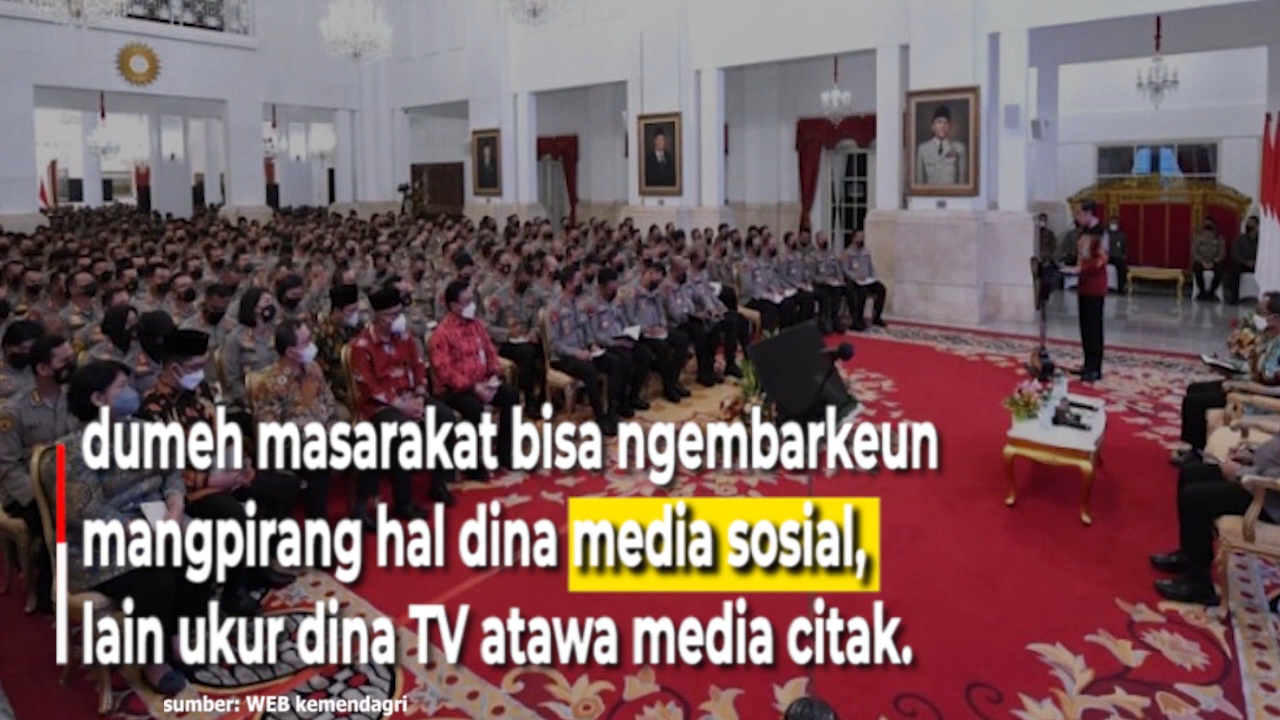 dumeh masarakat bisa ngembarkeun
mangpirang hal dina media sosial,
lain ukur dina TV atawa media citak.
sumber: WEB kemendagri